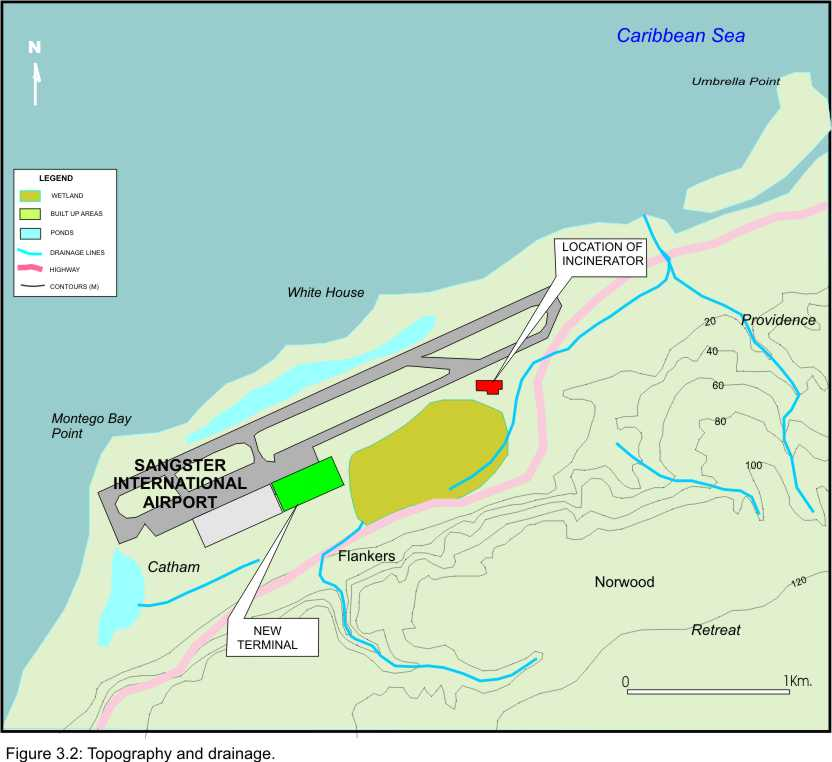 Caribbean Sea
N
Umbrella Point
LEGEND
WETLAND
BUILT UP AREAS
PONDS
DRAINAGE LINES
HIGHWAY
CONTOURS (M)
LOCATION OF
INCINERATOR
White House
20
Providence
40
60
80
100
Montego Bay
Point
SANGSTER
INTERNATIONAL
AIRPORT
Catham
Flankers
Norwood
120
Retreat
NEW
TERMINAL
0
1Km.
Figure 3.2: Topography and drainage.